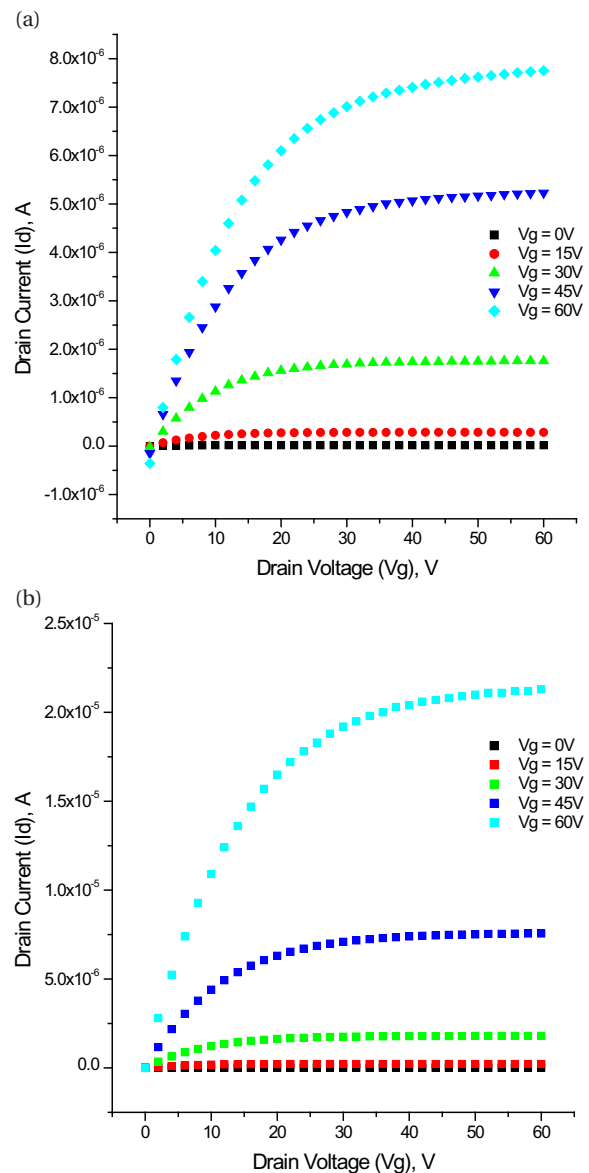 (a)
8.0x10⁻⁶
7.0x10⁻⁶
6.0x10⁻⁶
5.0x10⁻⁶
4.0x10⁻⁶
3.0x10⁻⁶
2.0x10⁻⁶
1.0x10⁻⁶
0.0
-1.0x10⁻⁶
Drain Current (Id), A
Vg = 0V
Vg = 15V
Vg = 30V
Vg = 45V
Vg = 60V
0 10 20 30 40 50 60
Drain Voltage (Vg), V
(b)
2.5x10⁻⁵
2.0x10⁻⁵
1.5x10⁻⁵
1.0x10⁻⁵
5.0x10⁻⁶
0.0
Drain Current (Id), A
Vg = 0V
Vg = 15V
Vg = 30V
Vg = 45V
Vg = 60V
0 10 20 30 40 50 60
Drain Voltage (Vg), V